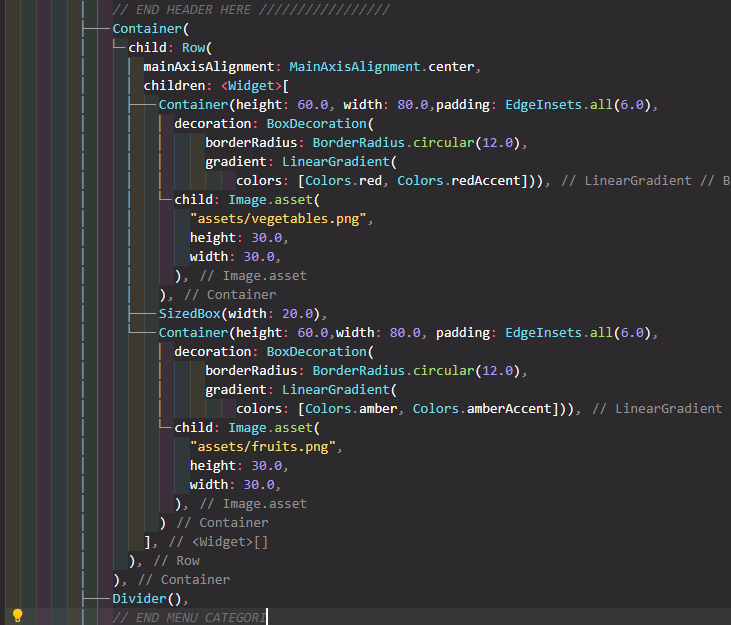 // END HEADER HERE /////////////////
Container(
child: Row(
mainAxisAlignment: MainAxisAlignment.center,
children: <Widget>[
Container(height: 60.0, width: 80.0,padding: EdgeInsets.all(6.0),
decoration: BoxDecoration(
borderRadius: BorderRadius.circular(12.0),
gradient: LinearGradient(
colors: [Colors.red, Colors.redAccent])), // LinearGradient // B
child: Image.asset(
"assets/vegetables.png",
height: 30.0,
width: 30.0,
), // Image.asset
), // Container
SizedBox(width: 20.0),
Container(height: 60.0,width: 80.0, padding: EdgeInsets.all(6.0),
decoration: BoxDecoration(
borderRadius: BorderRadius.circular(12.0),
gradient: LinearGradient(
colors: [Colors.amber, Colors.amberAccent])), // LinearGradient
child: Image.asset(
"assets/fruits.png",
height: 30.0,
width: 30.0,
), // Image.asset
) // Container
], // <Widget>[]
), // Row
), // Container
Divider(),
// END MENU CATEGORI